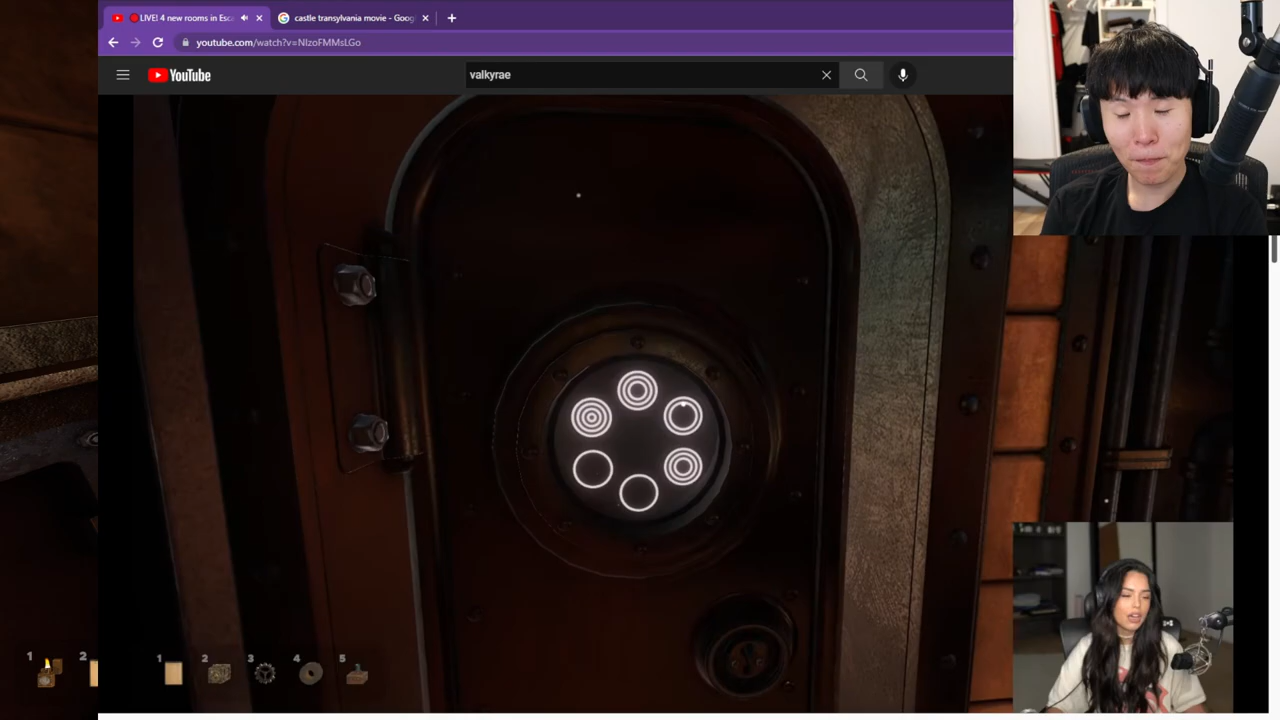 LIVE! 4 new rooms in Esca
castle transylvania movie - Goog
youtube.com/watch?v=NIzoFMMsLGo
YouTube
valkyrae
1 2
1 2 3 4 5